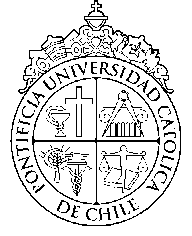 PONTIFICIA UNIVERSIDAD CATOLICA
DE CHILE